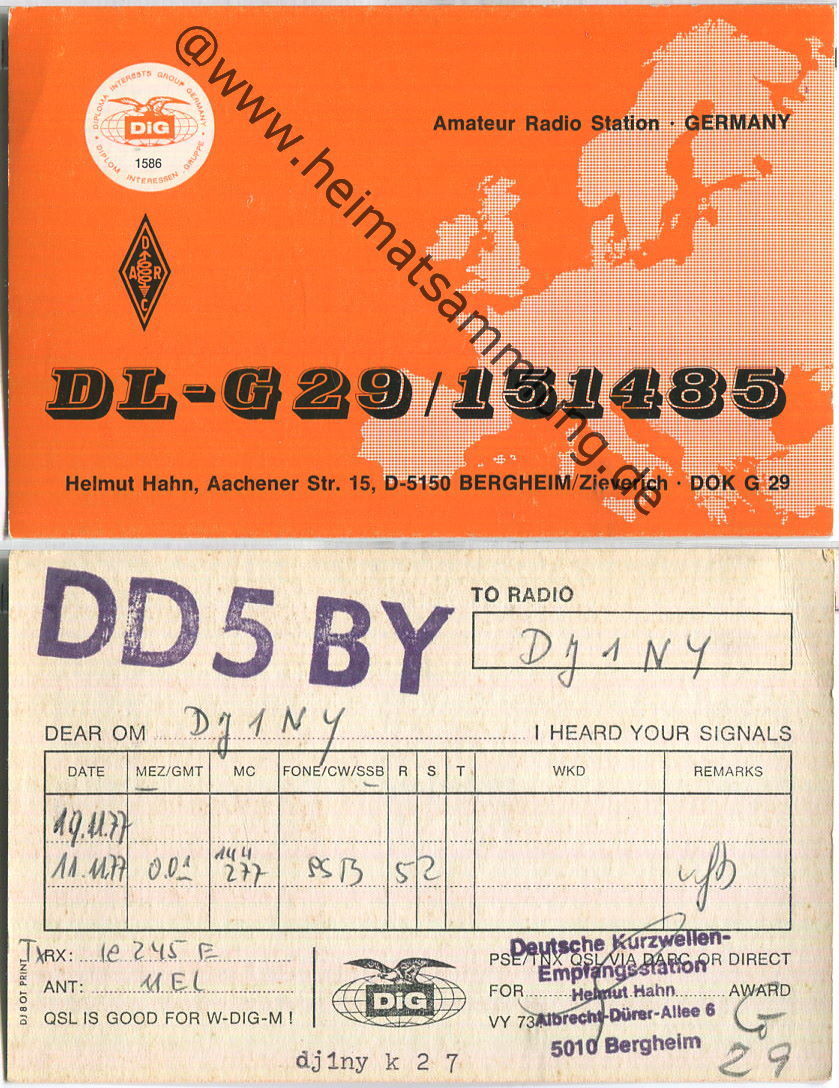 @www.heimatsammlung.de
DIPLOMA INTERESTS GROUP GERMANY
DIG
1586
DIPLOM INTERESSEN GRUPPE
Amateur Radio Station · GERMANY
D
A R
C
DL-G29/151485
Helmut Hahn, Aachener Str. 15, D-5150 BERGHEIM/Zieverich · DOK G 29
DD5BY
TO RADIO
DJ1NY
DEAR OM DJ1NY I HEARD YOUR SIGNALS
DATE MEZ/GMT MC FONE/CW/SSB R S T WKD REMARKS
19.11.77
11.11.77 0.01 144 277 SSB 52
TxRX: IC 245 E
ANT: 11 EL
QSL IS GOOD FOR W-DIG-M!
DJ8OT PRINT
DIG
PSE/TNX QSL VIA DARC OR DIRECT
FOR AWARD
VY 73
Deutsche Kurzwellen-
Empfangsstation
Helmut Hahn
Albrecht-Dürer-Allee 6
5010 Bergheim
G
29
dj1ny k 2 7